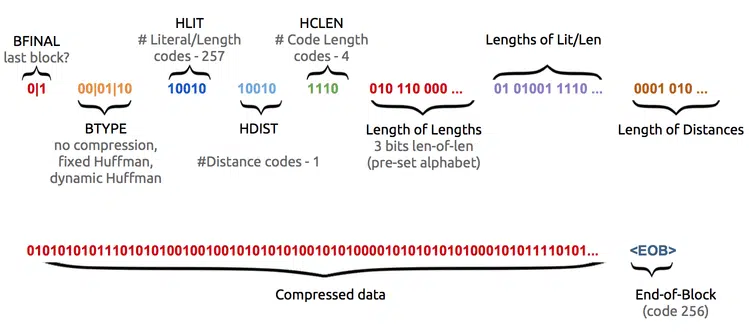 BFINAL
last block?
HLIT
# Literal/Length
codes - 257
HCLEN
# Code Length
codes - 4
Lengths of Lit/Len
0|1
00|01|10
10010
10010
1110
010 110 000 ...
01 01001 1110 ...
0001 010 ...
BTYPE
no compression,
fixed Huffman,
dynamic Huffman
HDIST
#Distance codes - 1
Length of Lengths
3 bits len-of-len
(pre-set alphabet)
Length of Distances
010101010111010101001001001010101010010101000010101010101000101011110101...
<EOB>
Compressed data
End-of-Block
(code 256)